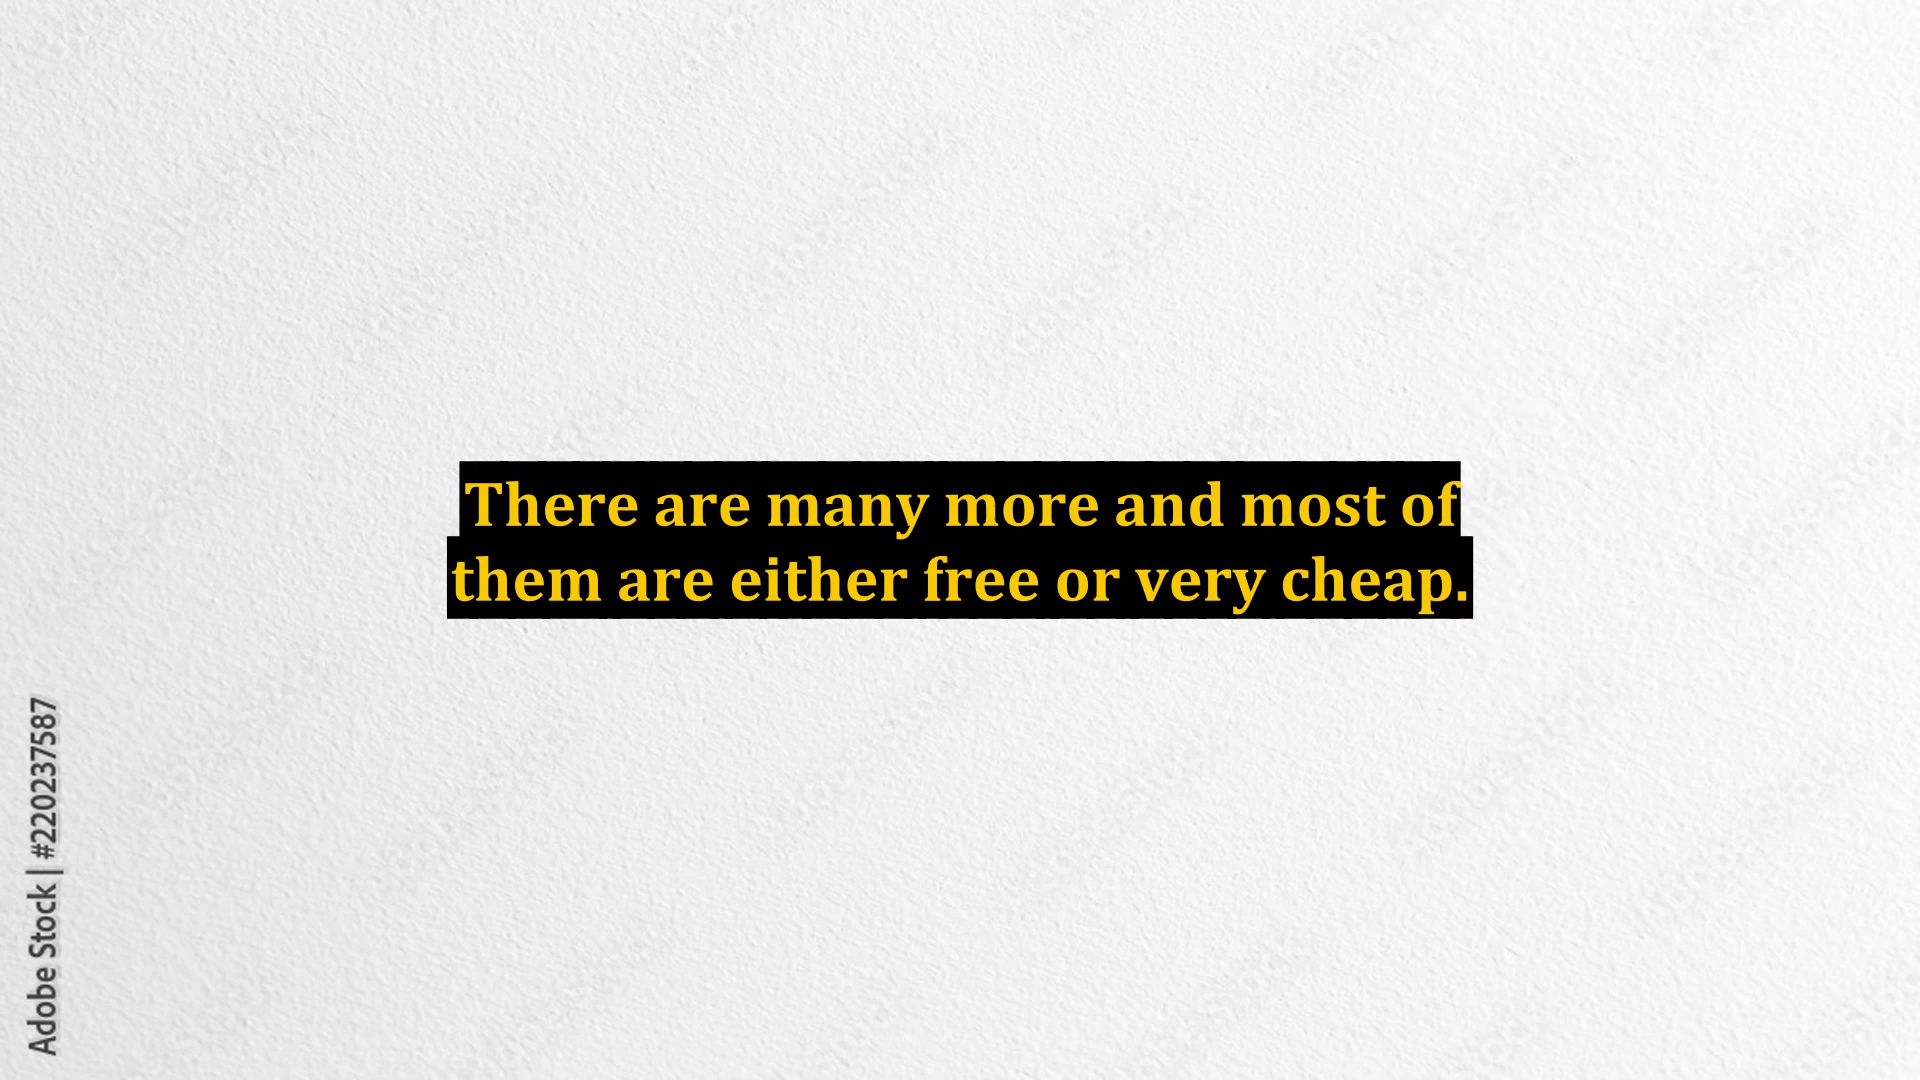 There are many more and most of
them are either free or very cheap.
Adobe Stock | #220237587